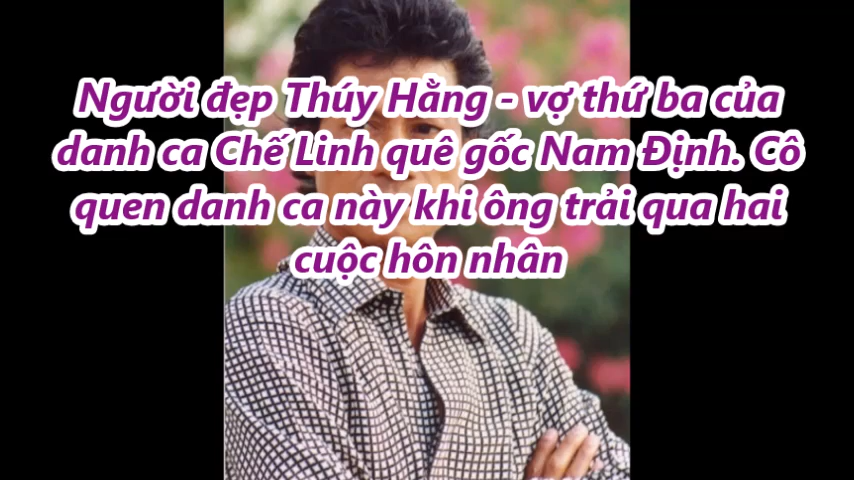 Người đẹp Thúy Hằng - vợ thứ ba của
danh ca Chế Linh quê gốc Nam Định. Cô
quen danh ca này khi ông trải qua hai
cuộc hôn nhân